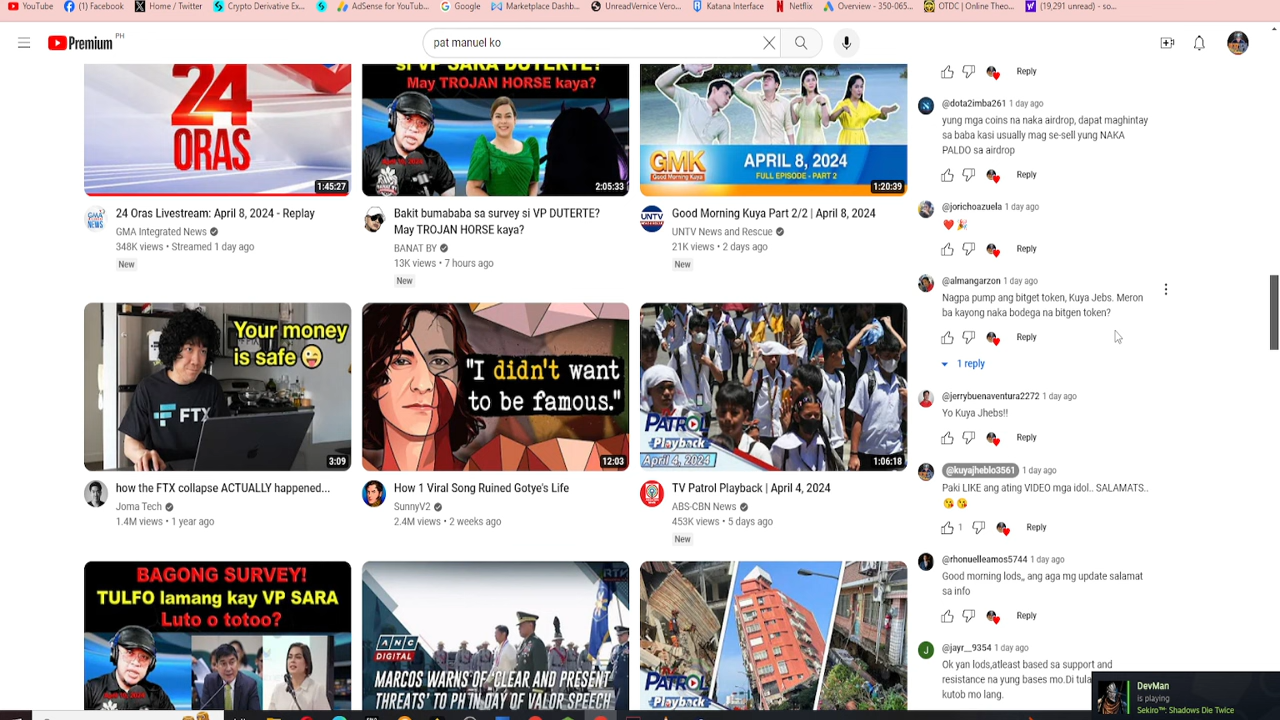 YouTube
(1) Facebook
Home / Twitter
Crypto Derivative Ex...
AdSense for YouTub...
Google
Marketplace Dashb...
UnreadVernice Vero...
Katana Interface
Netflix
Overview - 350-065...
OTDC | Online Theo...
(19,291 unread) - so...
Premium PH
pat manuel ko
24
ORAS
1:45:27
24 Oras Livestream: April 8, 2024 - Replay
GMA Integrated News
348K views • Streamed 1 day ago
New
si VP SARA DUTERTE?
May TROJAN HORSE kaya?
2:05:33
Bakit bumababa sa survey si VP DUTERTE?
May TROJAN HORSE kaya?
BANAT BY
13K views • 7 hours ago
New
GMK
Good Morning Kuya
APRIL 8, 2024
FULL EPISODE - PART 2
1:20:39
UNTV
Good Morning Kuya Part 2/2 | April 8, 2024
UNTV News and Rescue
21K views • 2 days ago
New
Your money
is safe
FTX
3:09
how the FTX collapse ACTUALLY happened...
Joma Tech
1.4M views • 1 year ago
"I didn't want
to be famous."
12:03
How 1 Viral Song Ruined Gotye's Life
SunnyV2
2.4M views • 2 weeks ago
PATROL
Playback
April 4, 2024
1:06:18
TV Patrol Playback | April 4, 2024
ABS-CBN News
453K views • 5 days ago
New
BAGONG SURVEY!
TULFO lamang kay VP SARA
Luto o totoo?
ANC
DIGITAL
MARCOS WARNS OF 'CLEAR AND PRESENT
THREATS' TO PH IN DAY OF VALOR SPEECH
PATROL
Playback
Reply
@dota2imba261 1 day ago
yung mga coins na naka airdrop, dapat maghintay
sa baba kasi usually mag se-sell yung NAKA
PALDO sa airdrop
Reply
@jorichoazuela 1 day ago
❤️ 🎉
Reply
@almangarzon 1 day ago
Nagpa pump ang bitget token, Kuya Jebs. Meron
ba kayong naka bodega na bitgen token?
Reply
1 reply
@jerrybuenaventura2272 1 day ago
Yo Kuya Jhebs!!
Reply
@kuyajheblo3561 1 day ago
Paki LIKE ang ating VIDEO mga idol.. SALAMATS..
😘 😘
1 Reply
@rhonuelleamos5744 1 day ago
Good morning lods,, ang aga mg update salamat
sa info
Reply
J
@jayr__9354 1 day ago
Ok yan lods,atleast based sa support and
resistance na yung bases mo.Di tula
kutob mo lang.
DevMan
is playing
Sekiro™: Shadows Die Twice